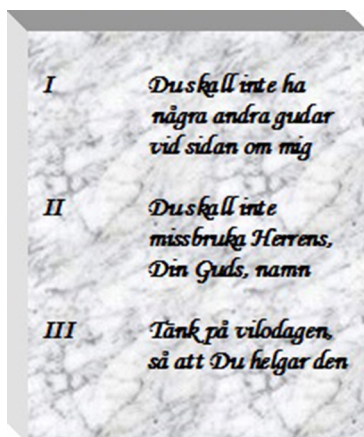 I Du skall inte ha
några andra gudar
vid sidan om mig
II Du skall inte
missbruka Herrens,
Din Guds, namn
III Tänk på vilodagen,
så att Du helgar den